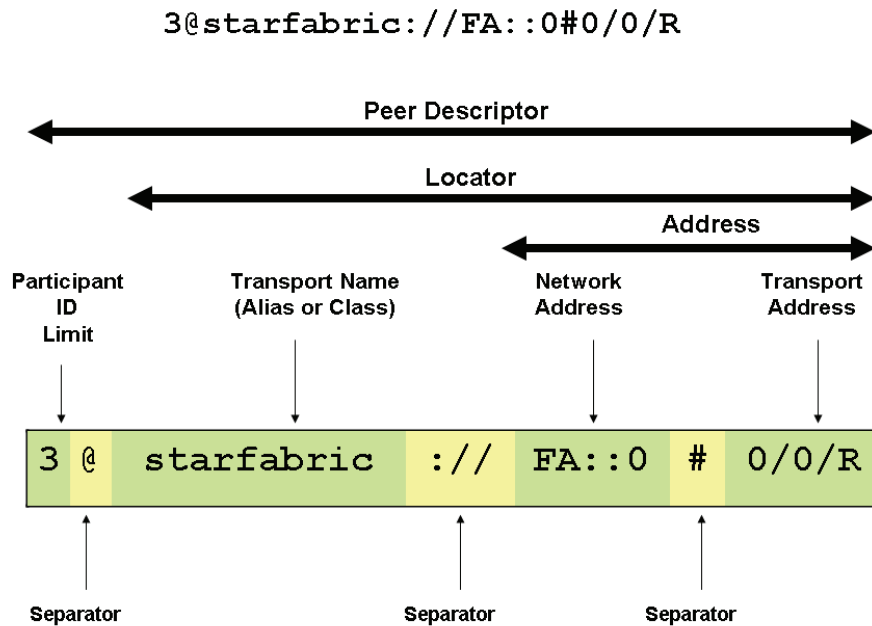 3@starfabric://FA::0#0/0/R
Peer Descriptor
Locator
Address
Participant
ID
Limit
Transport Name
(Alias or Class)
Network
Address
Transport
Address
3 @ starfabric :// FA::0 # 0/0/R
Separator
Separator
Separator